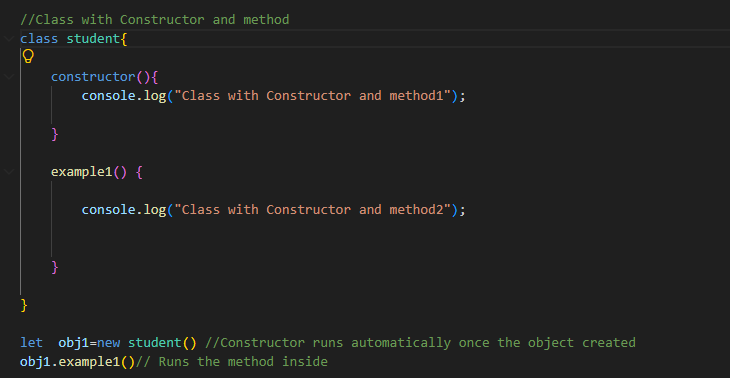 //Class with Constructor and method
class student{
constructor(){
console.log("Class with Constructor and method1");
}
example1() {
console.log("Class with Constructor and method2");
}
}
let  obj1=new student() //Constructor runs automatically once the object created
obj1.example1()// Runs the method inside